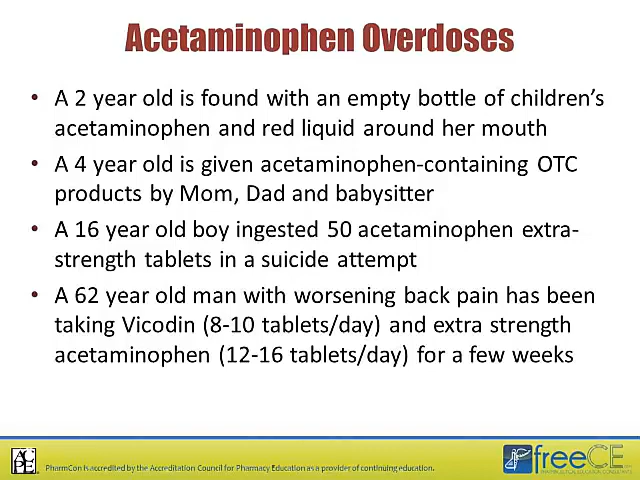 Acetaminophen Overdoses
• A 2 year old is found with an empty bottle of children's
acetaminophen and red liquid around her mouth
• A 4 year old is given acetaminophen-containing OTC
products by Mom, Dad and babysitter
• A 16 year old boy ingested 50 acetaminophen extra-
strength tablets in a suicide attempt
• A 62 year old man with worsening back pain has been
taking Vicodin (8-10 tablets/day) and extra strength
acetaminophen (12-16 tablets/day) for a few weeks
PharmCon is accredited by the Accreditation Council for Pharmacy Education as a provider of continuing education.
freeCE